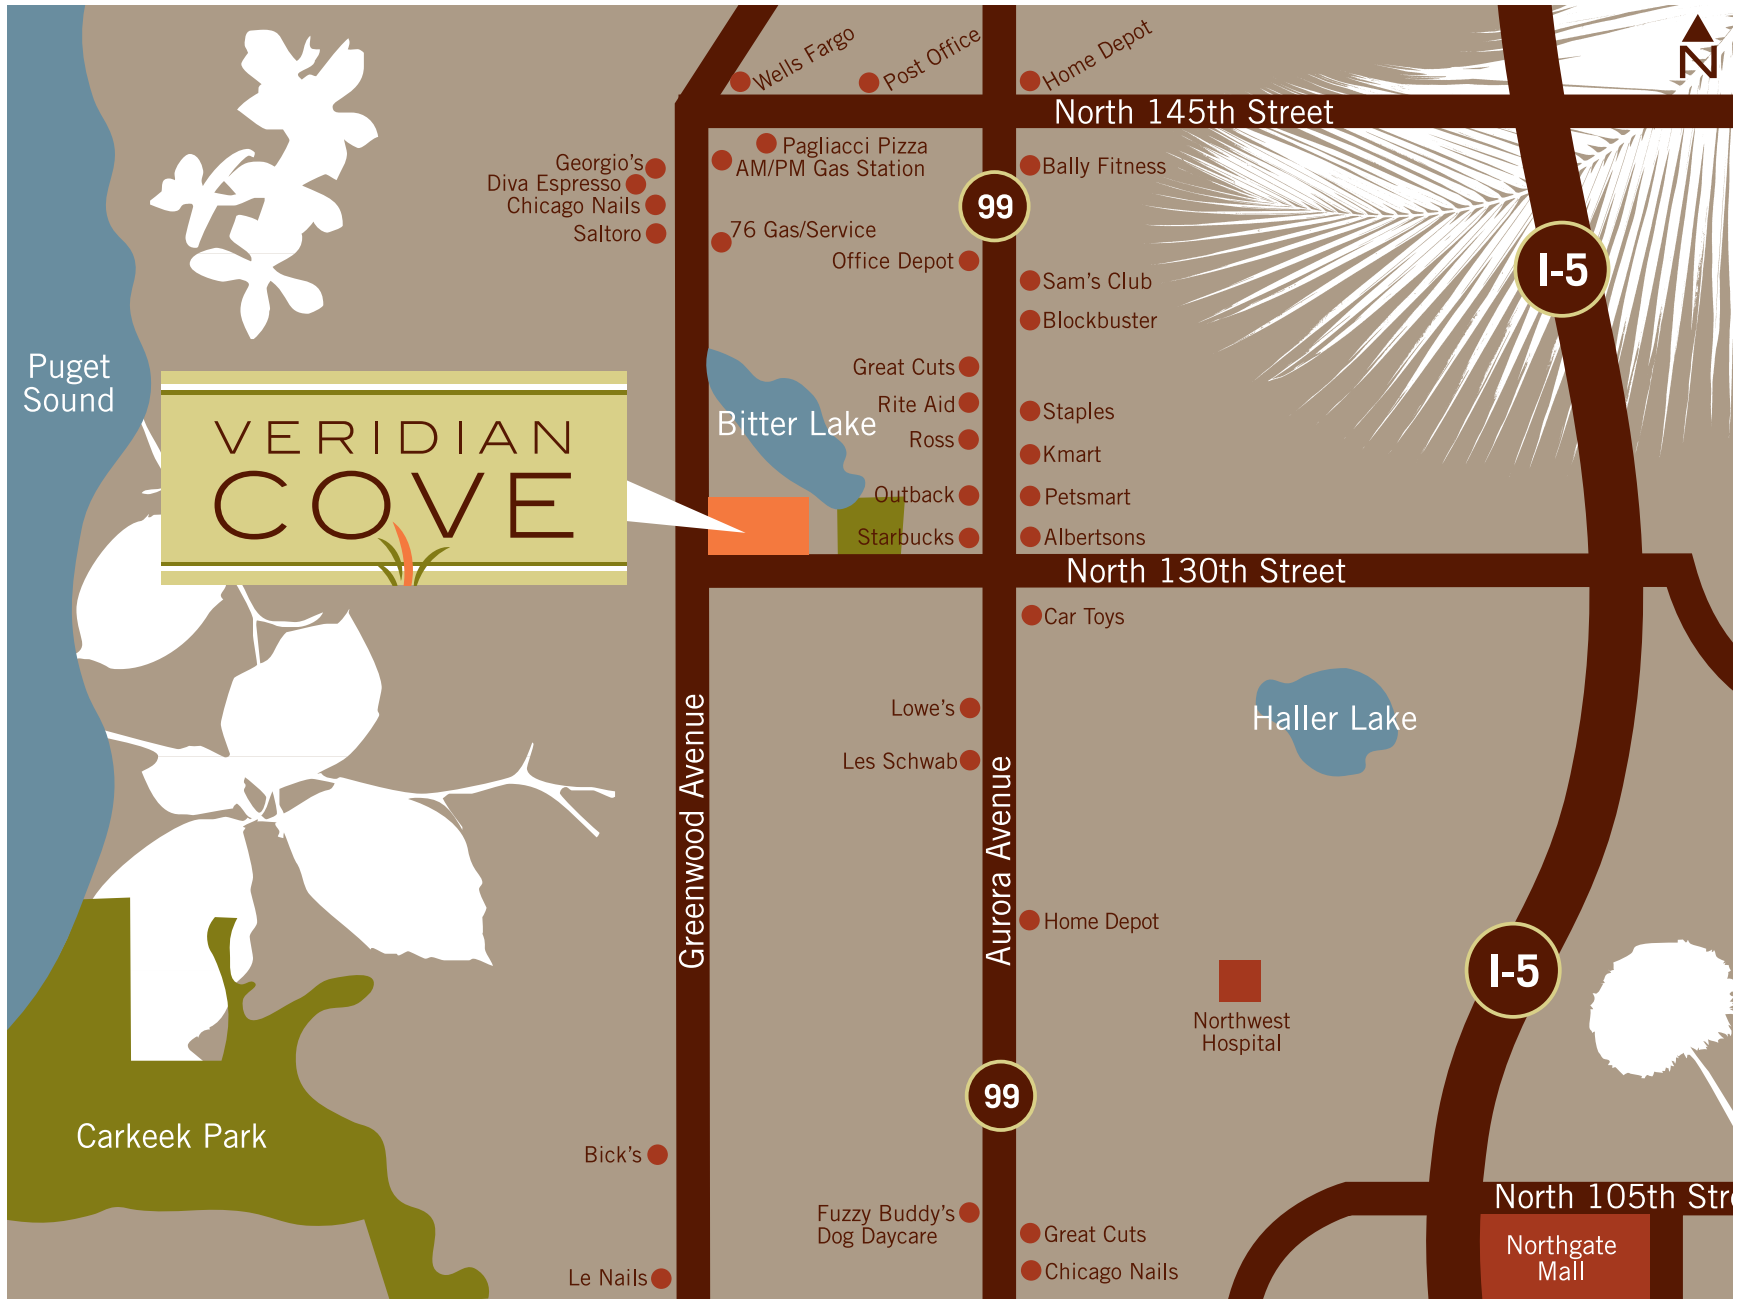 Wells Fargo
Post Office
Home Depot
N
North 145th Street
Pagliacci Pizza
AM/PM Gas Station
Georgio's
Diva Espresso
Chicago Nails
Saltoro
Bally Fitness
99
76 Gas/Service
Office Depot
I-5
Sam's Club
Blockbuster
Puget
Sound
Great Cuts
Rite Aid
Ross
Staples
Kmart
Bitter Lake
VERIDIAN
COVE
Outback
Petsmart
Starbucks
Albertsons
North 130th Street
Car Toys
Lowe's
Haller Lake
Les Schwab
Greenwood Avenue
Aurora Avenue
Home Depot
I-5
Northwest
Hospital
99
Carkeek Park
Bick's
North 105th Stre
Fuzzy Buddy's
Dog Daycare
Great Cuts
Northgate
Mall
Le Nails
Chicago Nails